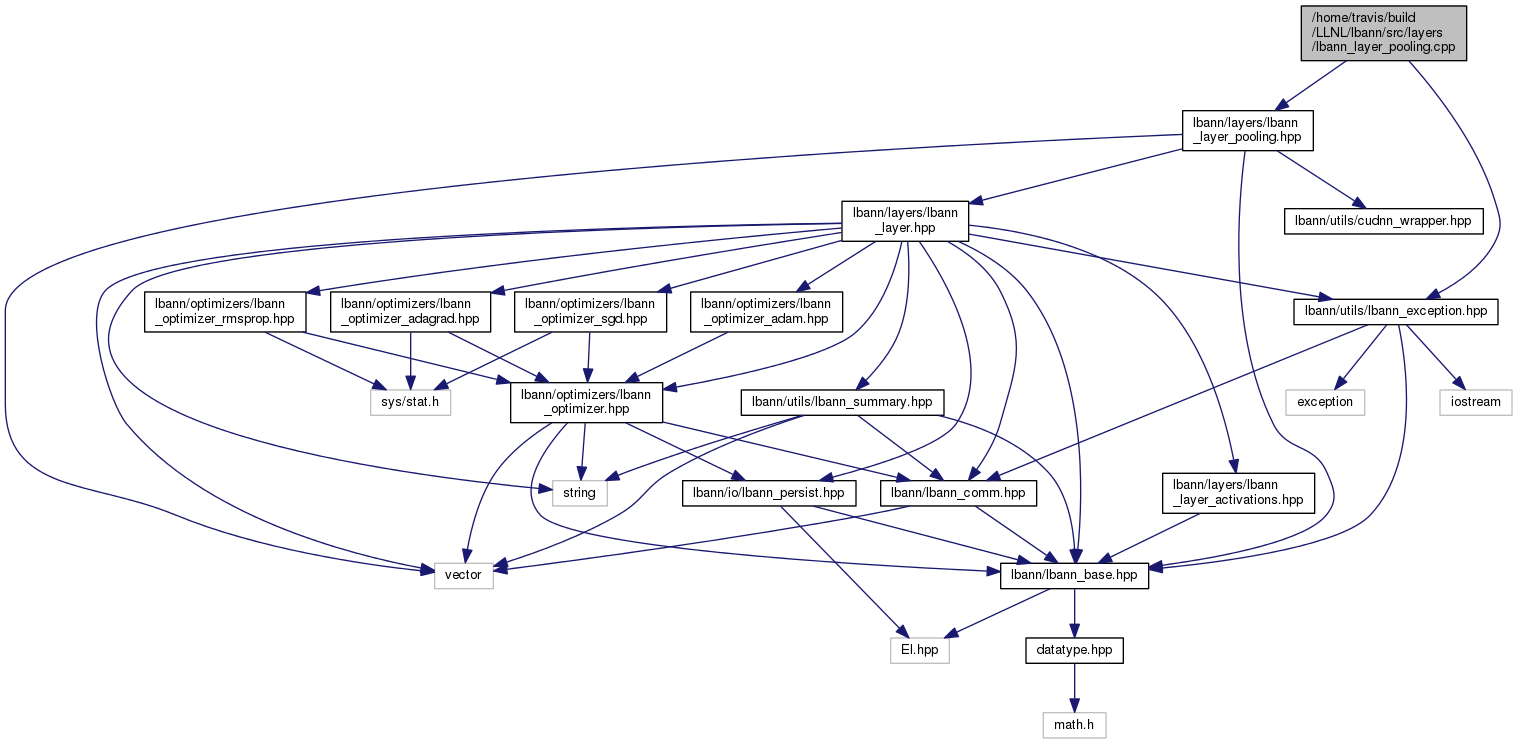 /home/travis/build
/LLNL/lbann/src/layers
/lbann_layer_pooling.cpp
lbann/layers/lbann
_layer_pooling.hpp
lbann/layers/lbann
_layer.hpp
lbann/utils/cudnn_wrapper.hpp
lbann/optimizers/lbann
_optimizer_rmsprop.hpp
lbann/optimizers/lbann
_optimizer_adagrad.hpp
lbann/optimizers/lbann
_optimizer_sgd.hpp
lbann/optimizers/lbann
_optimizer_adam.hpp
lbann/utils/lbann_exception.hpp
sys/stat.h
lbann/optimizers/lbann
_optimizer.hpp
lbann/utils/lbann_summary.hpp
exception
iostream
string
lbann/io/lbann_persist.hpp
lbann/lbann_comm.hpp
lbann/layers/lbann
_layer_activations.hpp
vector
lbann/lbann_base.hpp
El.hpp
datatype.hpp
math.h